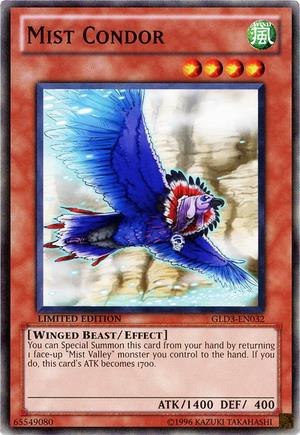 MIST CONDOR
WIND
風
LIMITED EDITION
GLD3-EN032
[WINGED BEAST/EFFECT]
You can Special Summon this card from your hand by returning
1 face-up "Mist Valley" monster you control to the hand. If you
do, this card's ATK becomes 1700.
ATK/1400 DEF/ 400
65549080
©1996 KAZUKI TAKAHASHI